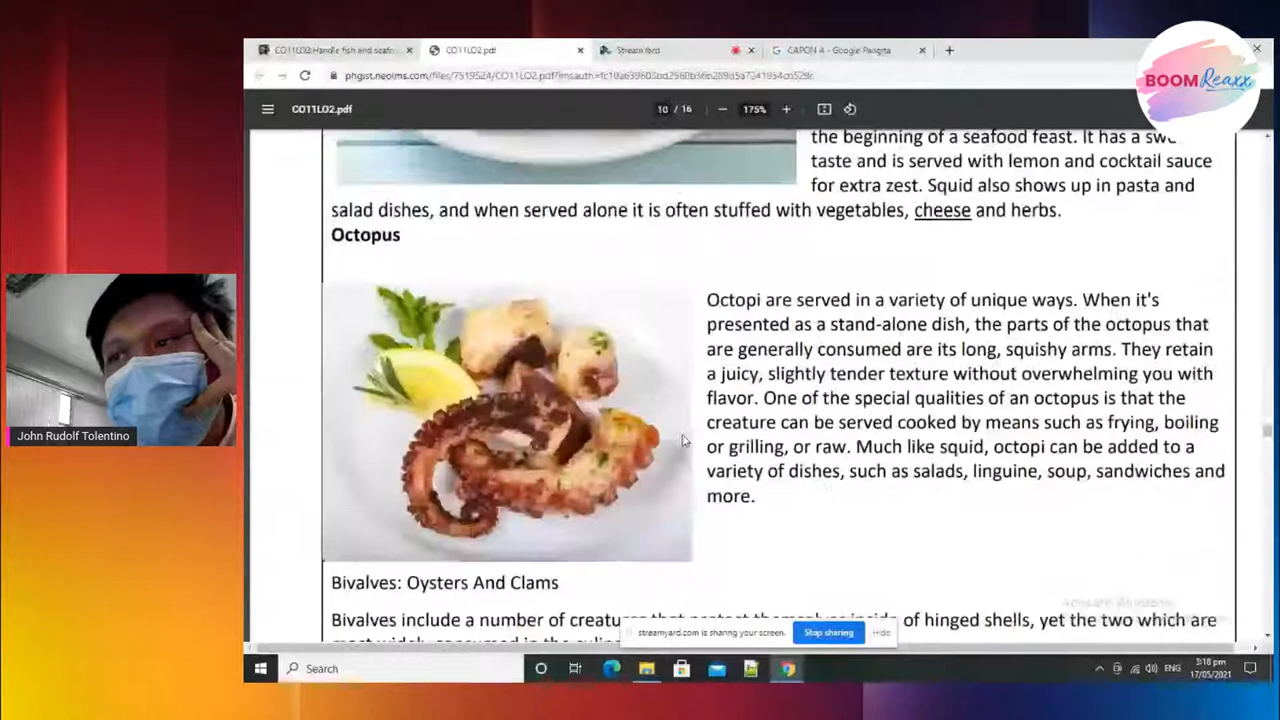 CO11LO2:Handle fish and seafo
CO11LO2.pdf
StreamYard
CAPON A - Google Pangita
BOOMReaxx
CO11LO2.pdf
10 / 16
175%
the beginning of a seafood feast. It has a
taste and is served with lemon and cocktail sauce
for extra zest. Squid also shows up in pasta and
salad dishes, and when served alone it is often stuffed with vegetables, cheese and herbs.
Octopus
Octopi are served in a variety of unique ways. When it's
presented as a stand-alone dish, the parts of the octopus that
are generally consumed are its long, squishy arms. They retain
a juicy, slightly tender texture without overwhelming you with
flavor. One of the special qualities of an octopus is that the
creature can be served cooked by means such as frying, boiling
or grilling, or raw. Much like squid, octopi can be added to a
variety of dishes, such as salads, linguine, soup, sandwiches and
more.
John Rudolf Tolentino
Bivalves: Oysters And Clams
Bivalves include a number of of hinged shells, yet the two which are
streamyard.com is sharing your screen.
Stop sharing
Hide
Search
ENG
3:18 pm
17/05/2021